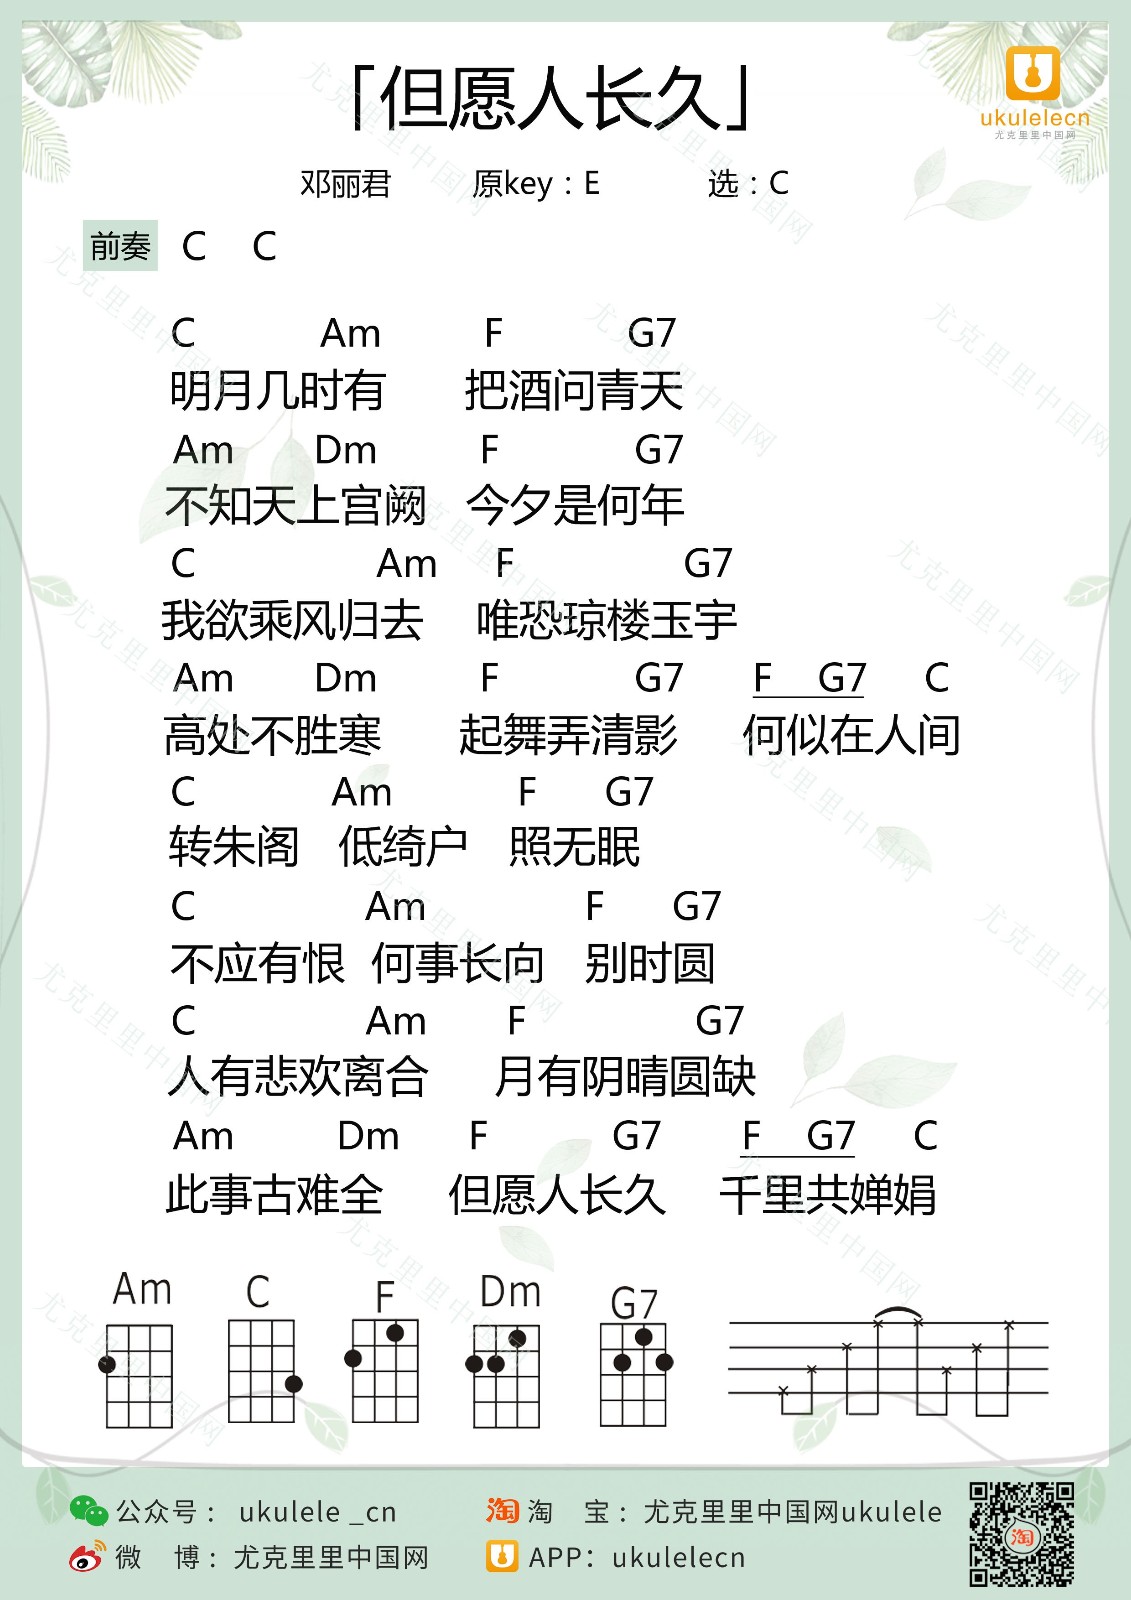 「但愿人长久」
ukulelecn
尤克里里中国网
邓丽君 原key：E 选：C
前奏 C C
C Am F G7
明月几时有 把酒问青天
Am Dm F G7
不知天上宫阙 今夕是何年
C Am F G7
我欲乘风归去 唯恐琼楼玉宇
Am Dm F G7 F G7 C
高处不胜寒 起舞弄清影 何似在人间
C Am F G7
转朱阁 低绮户 照无眠
C Am F G7
不应有恨 何事长向 别时圆
C Am F G7
人有悲欢离合 月有阴晴圆缺
Am Dm F G7 F G7 C
此事古难全 但愿人长久 千里共婵娟
Am C F Dm G7
公众号： ukulele _cn 淘 淘 宝：尤克里里中国网ukulele
微 博：尤克里里中国网 APP：ukulelecn
淘
尤克里里中国网